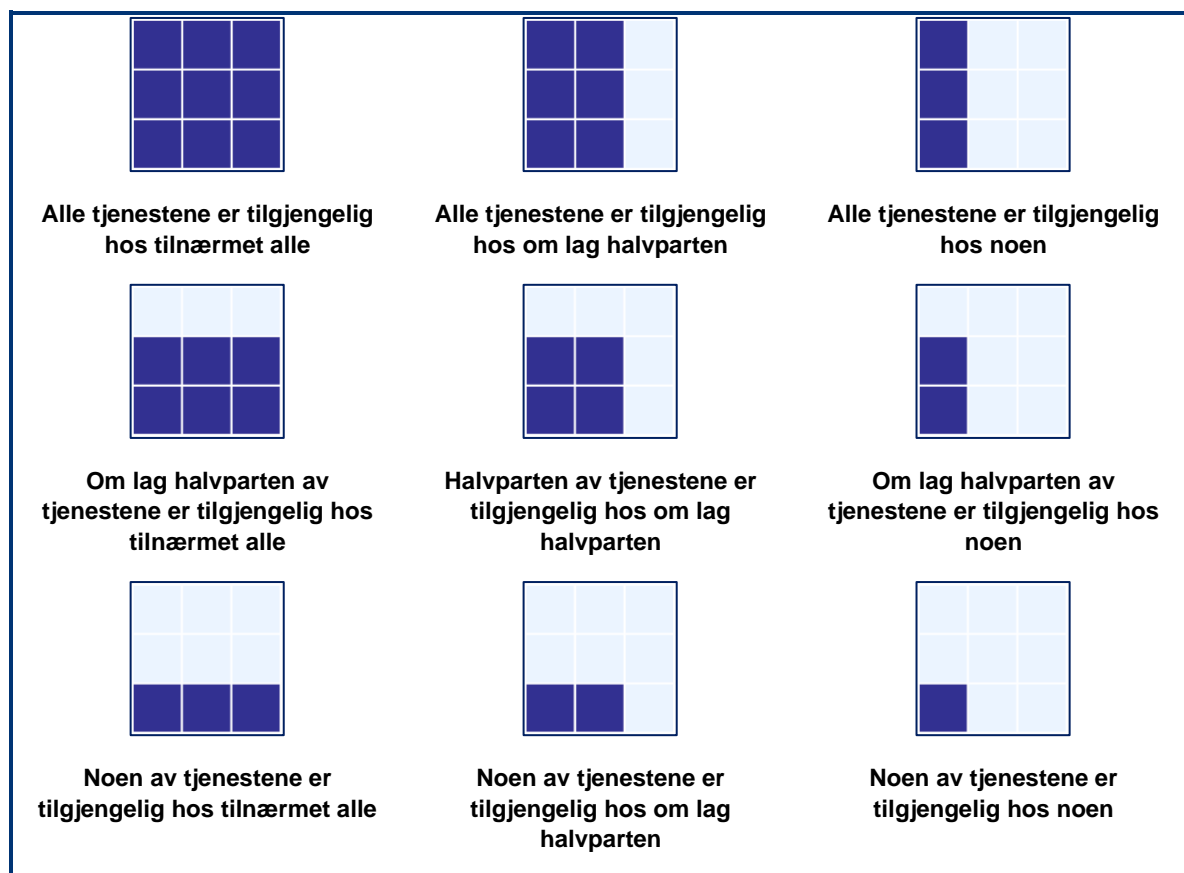 Alle tjenestene er tilgjengelig
hos tilnærmet alle
Alle tjenestene er tilgjengelig
hos om lag halvparten
Alle tjenestene er tilgjengelig
hos noen
Om lag halvparten av
tjenestene er tilgjengelig hos
tilnærmet alle
Halvparten av tjenestene er
tilgjengelig hos om lag
halvparten
Om lag halvparten av
tjenestene er tilgjengelig hos
noen
Noen av tjenestene er
tilgjengelig hos tilnærmet alle
Noen av tjenestene er
tilgjengelig hos om lag
halvparten
Noen av tjenestene er
tilgjengelig hos noen